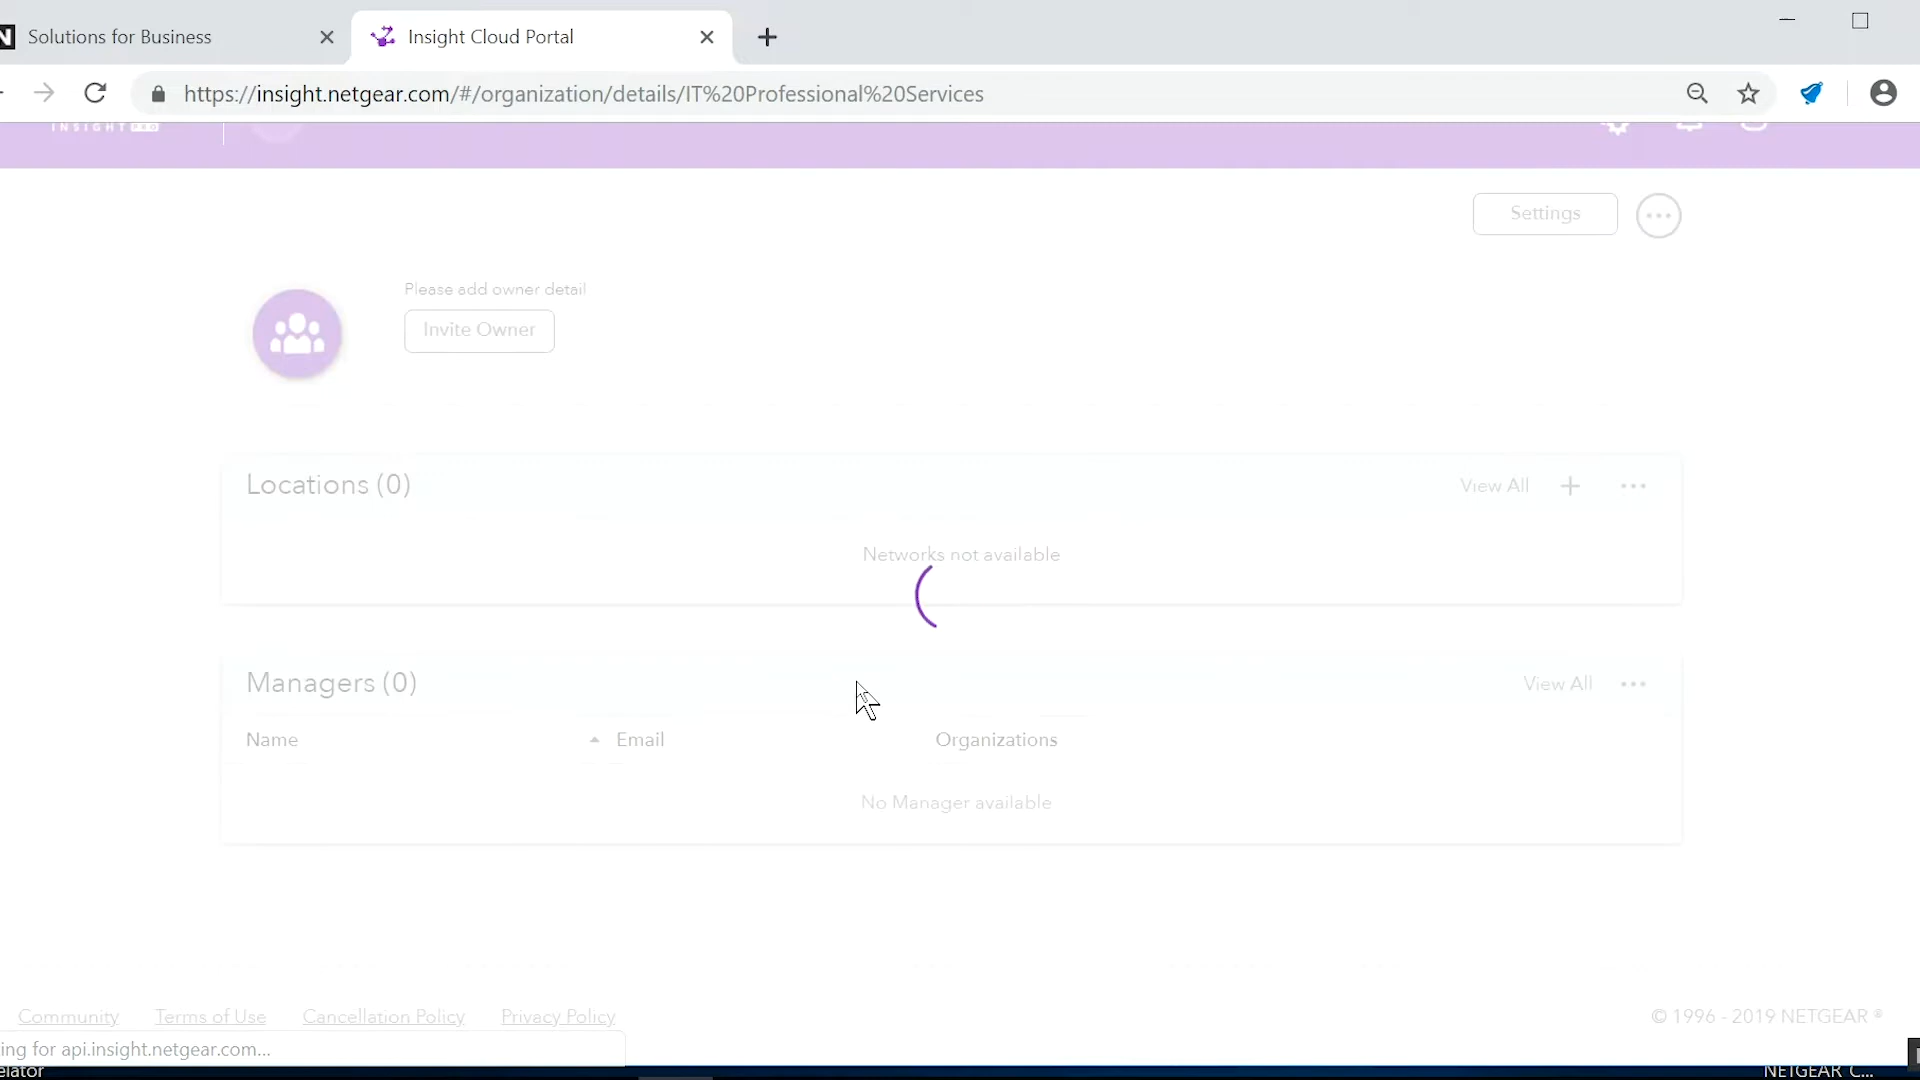 Solutions for Business
Insight Cloud Portal
https://insight.netgear.com/#/organization/details/IT%20Professional%20Services
INSIGHT PRO
Settings
Please add owner detail
Invite Owner
Locations (0)
View All
Networks not available
Managers (0)
View All
Name
Email
Organizations
No Manager available
Community
Terms of Use
Cancellation Policy
Privacy Policy
© 1996 - 2019 NETGEAR ®
ing for api.insight.netgear.com...
elator
NETGEAR C...